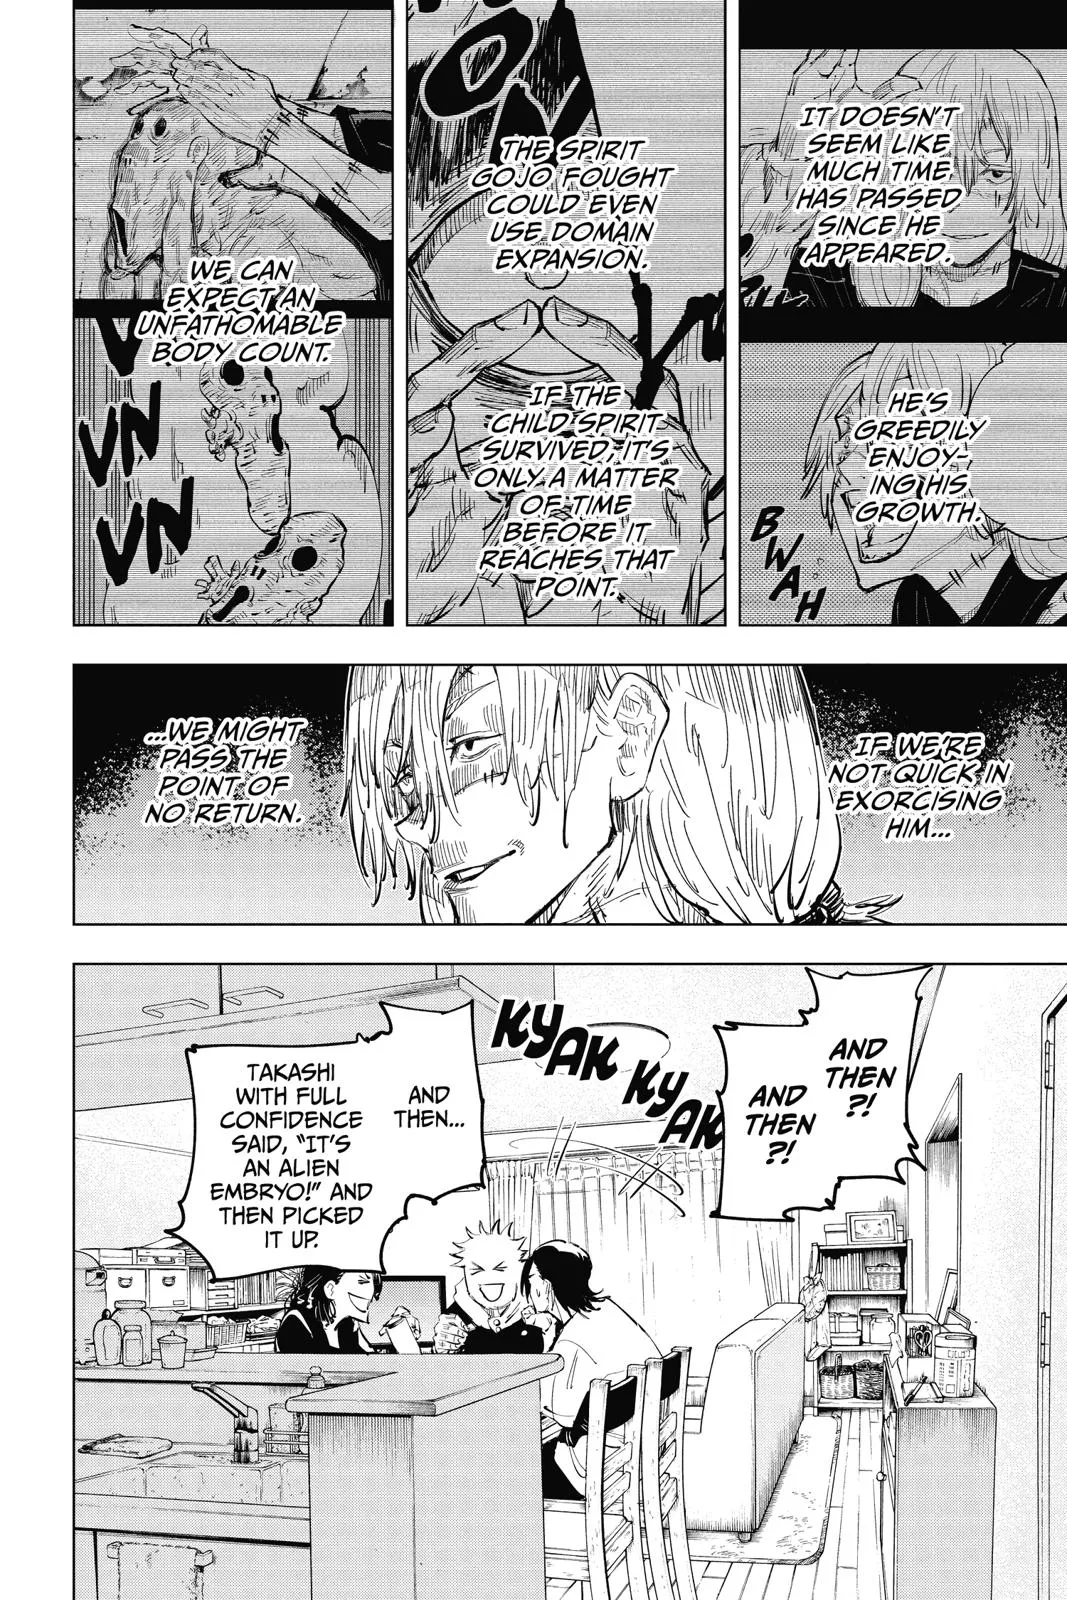 IT DOESN'T
SEEM LIKE
MUCH TIME
HAS PASSED
SINCE HE
APPEARED.
HE'S
GREEDILY
ENJOY-
ING HIS
GROWTH.
BWAH
THE SPIRIT
GOJO FOUGHT
COULD EVEN
USE DOMAIN
EXPANSION.
IF THE
CHILD SPIRIT
SURVIVED, IT'S
ONLY A MATTER
OF TIME
BEFORE IT
REACHES THAT
POINT.
WE CAN
EXPECT AN
UNFATHOMABLE
BODY COUNT.
VN
VN
IF WE'RE
NOT QUICK IN
EXORCISING
HIM...
...WE MIGHT
PASS THE
POINT OF
NO RETURN.
AND
THEN
?!
AND
THEN
?!
KYAK
KYAK
AND
THEN...
TAKASHI
WITH FULL
CONFIDENCE
SAID, "IT'S
AN ALIEN
EMBRYO!" AND
THEN PICKED
IT UP.